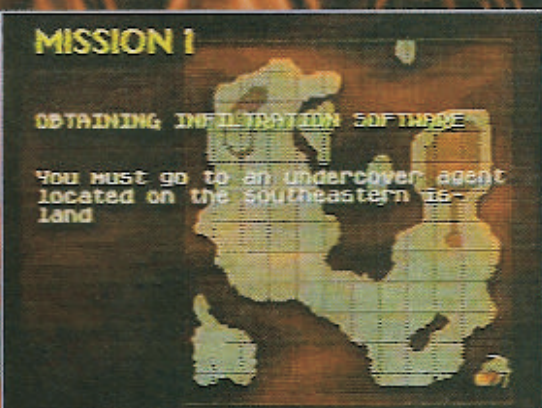 MISSION 1
OBTAINING INFILTRATION SOFTWARE
You must go to an undercover agent
located on the southeastern is-
land